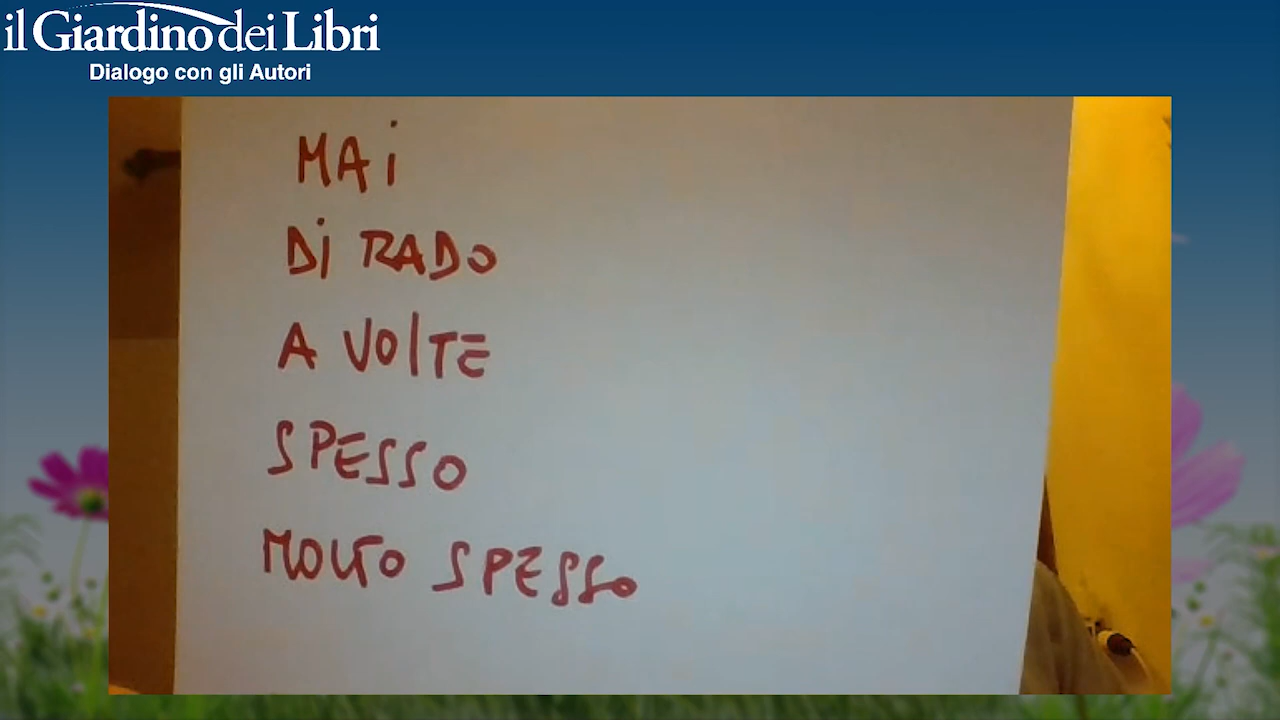 il Giardino dei Libri
Dialogo con gli Autori
MAi
Di RADO
A VOlTE
SPESSO
MOLTO SPESSO